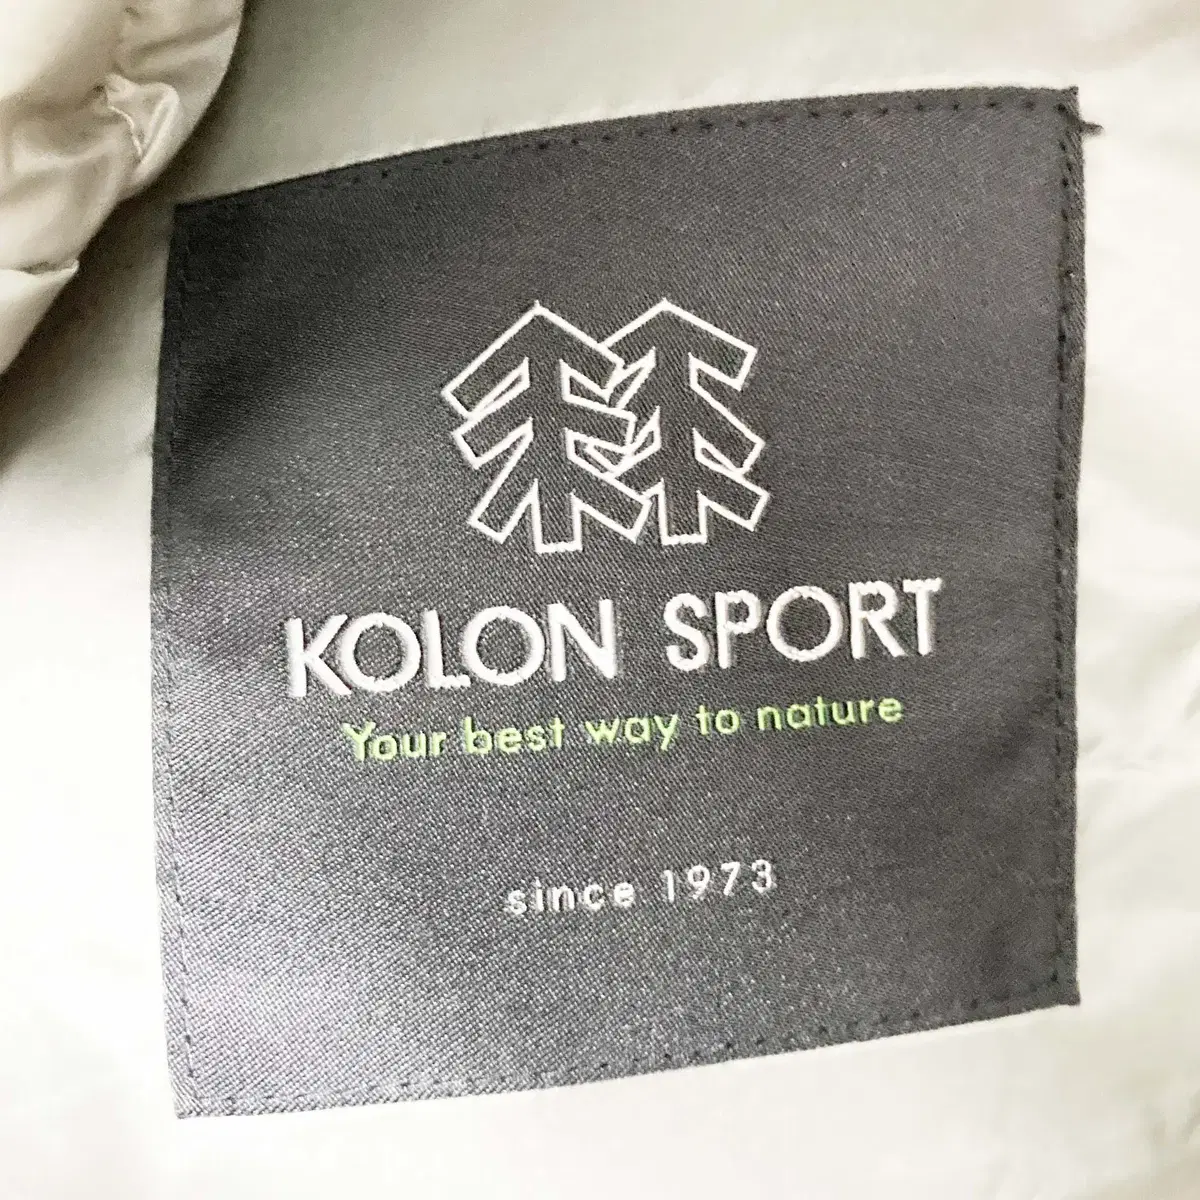 KOLON SPORT
Your best way to nature
since 1973